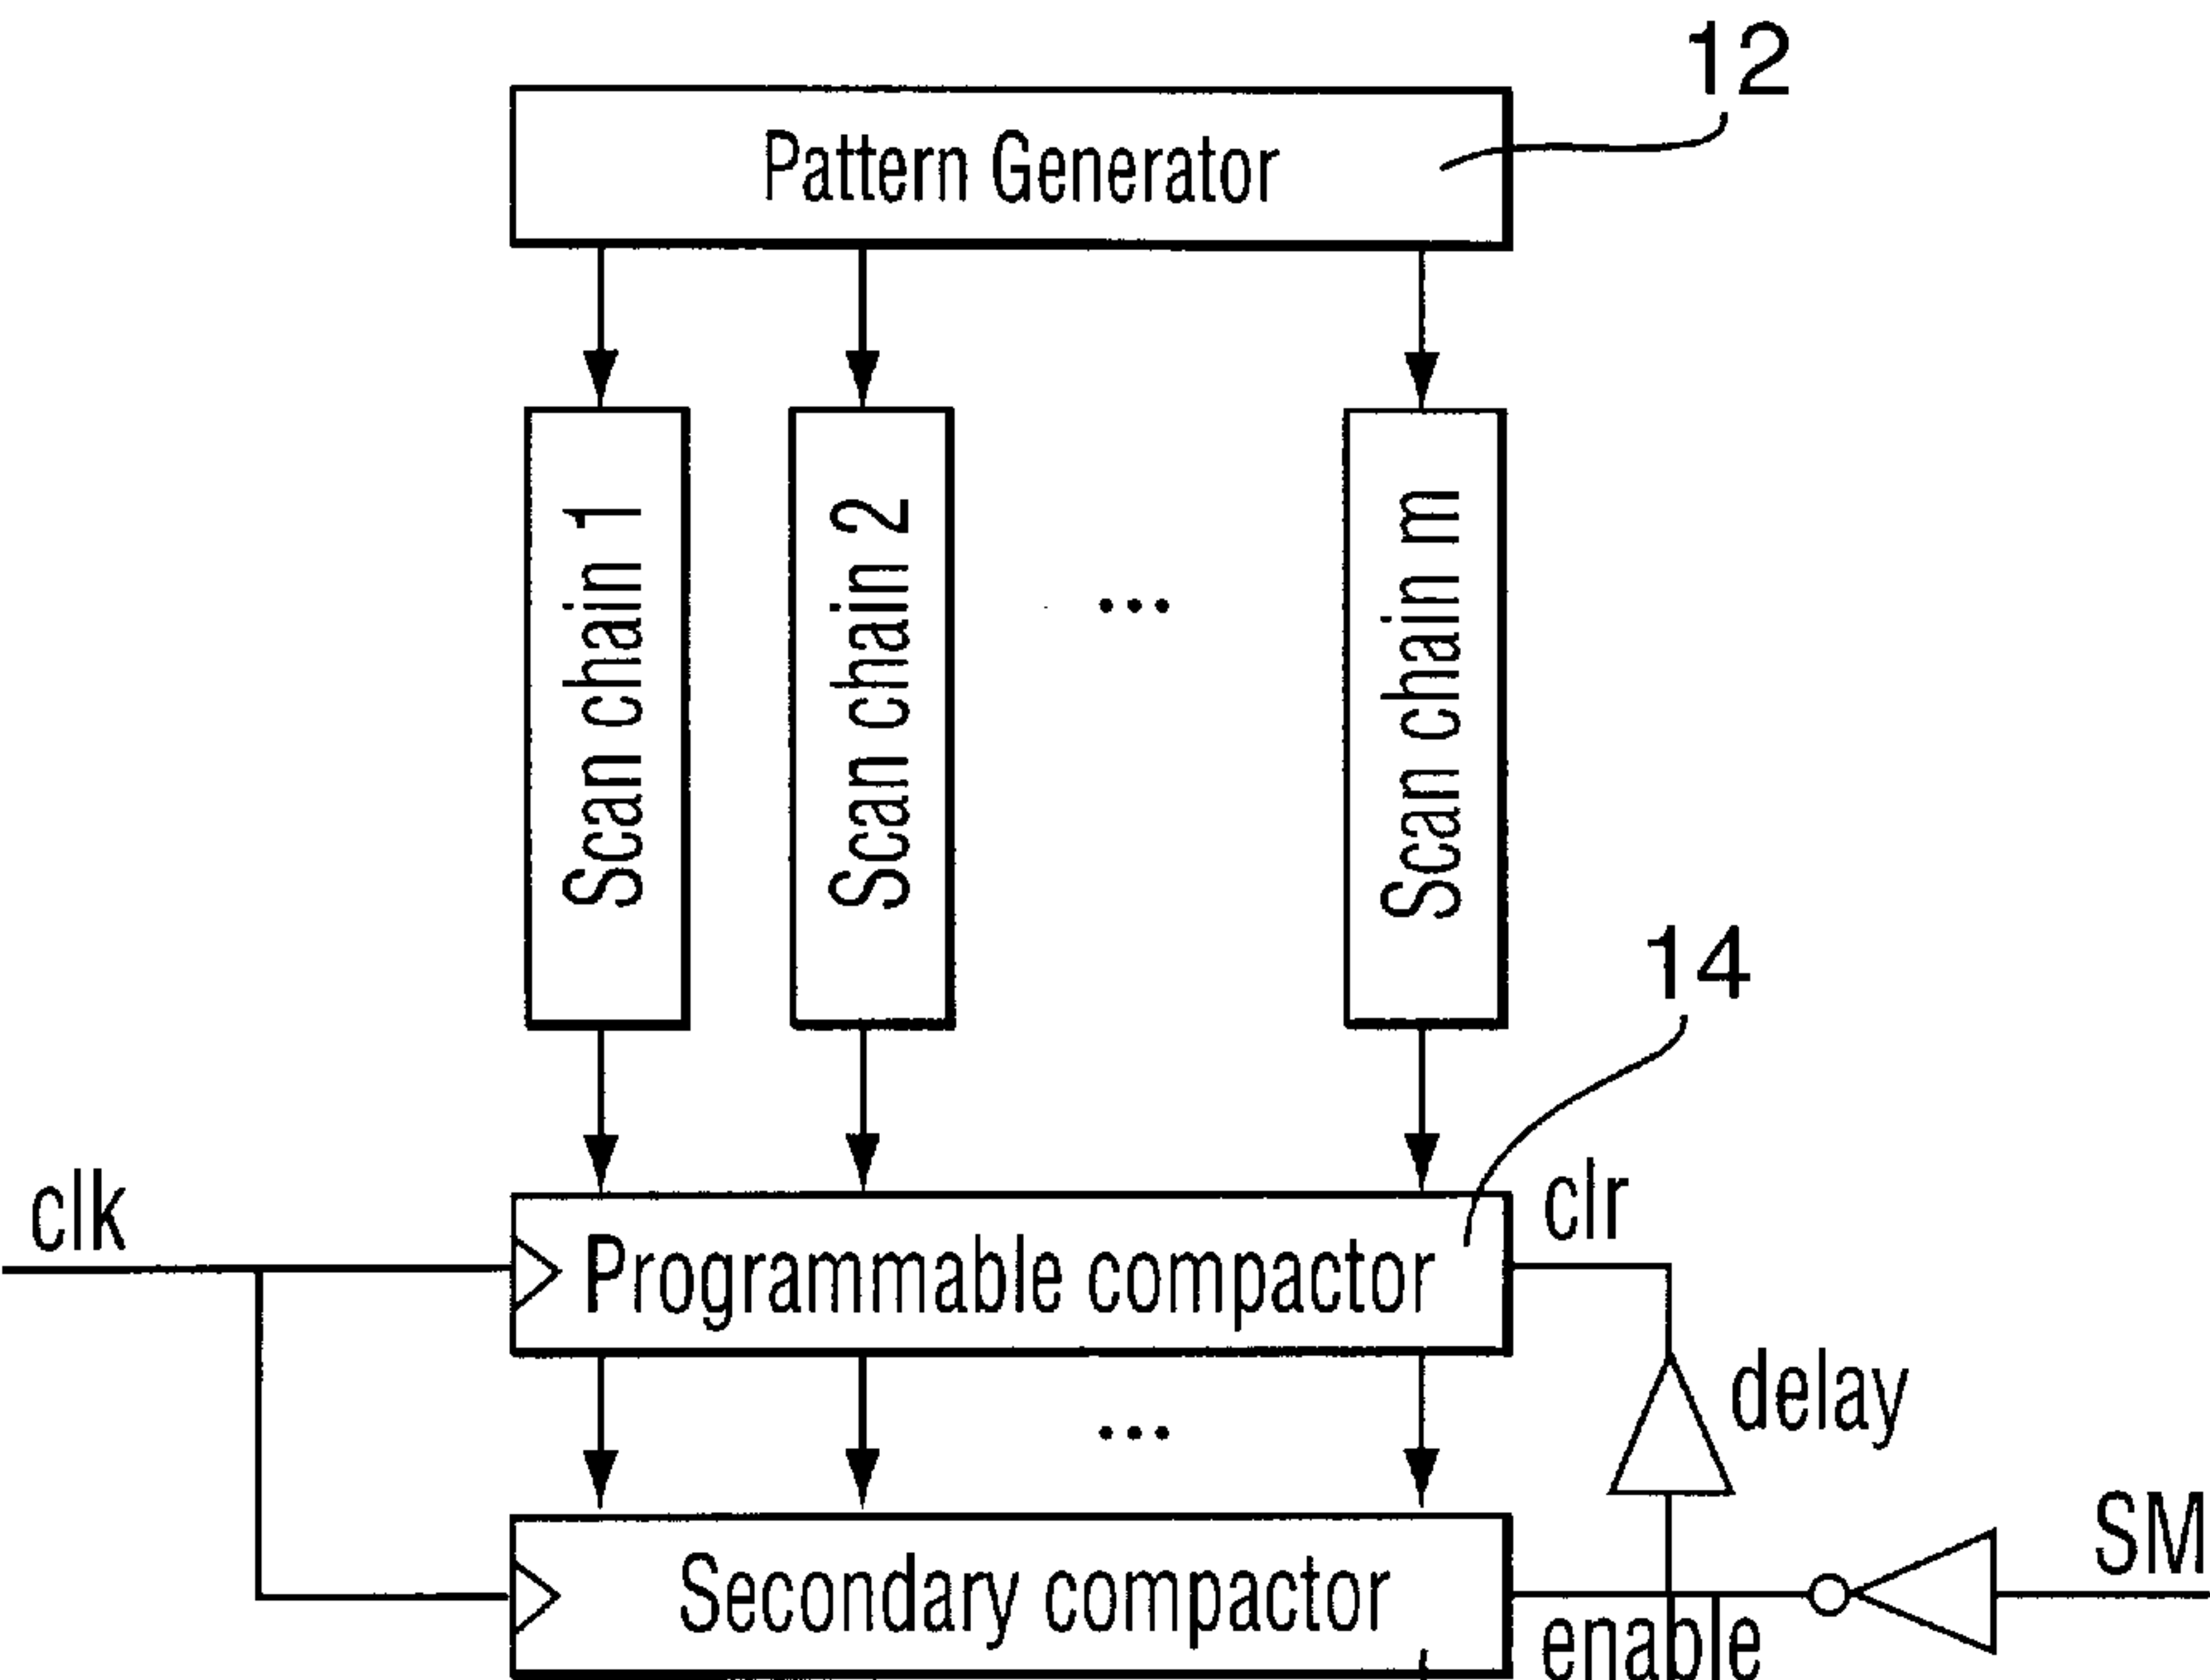 12
Pattern Generator
Scan chain 1
Scan chain 2
...
Scan chain m
14
clk
Programmable compactor
clr
...
delay
SM
Secondary compactor
enable